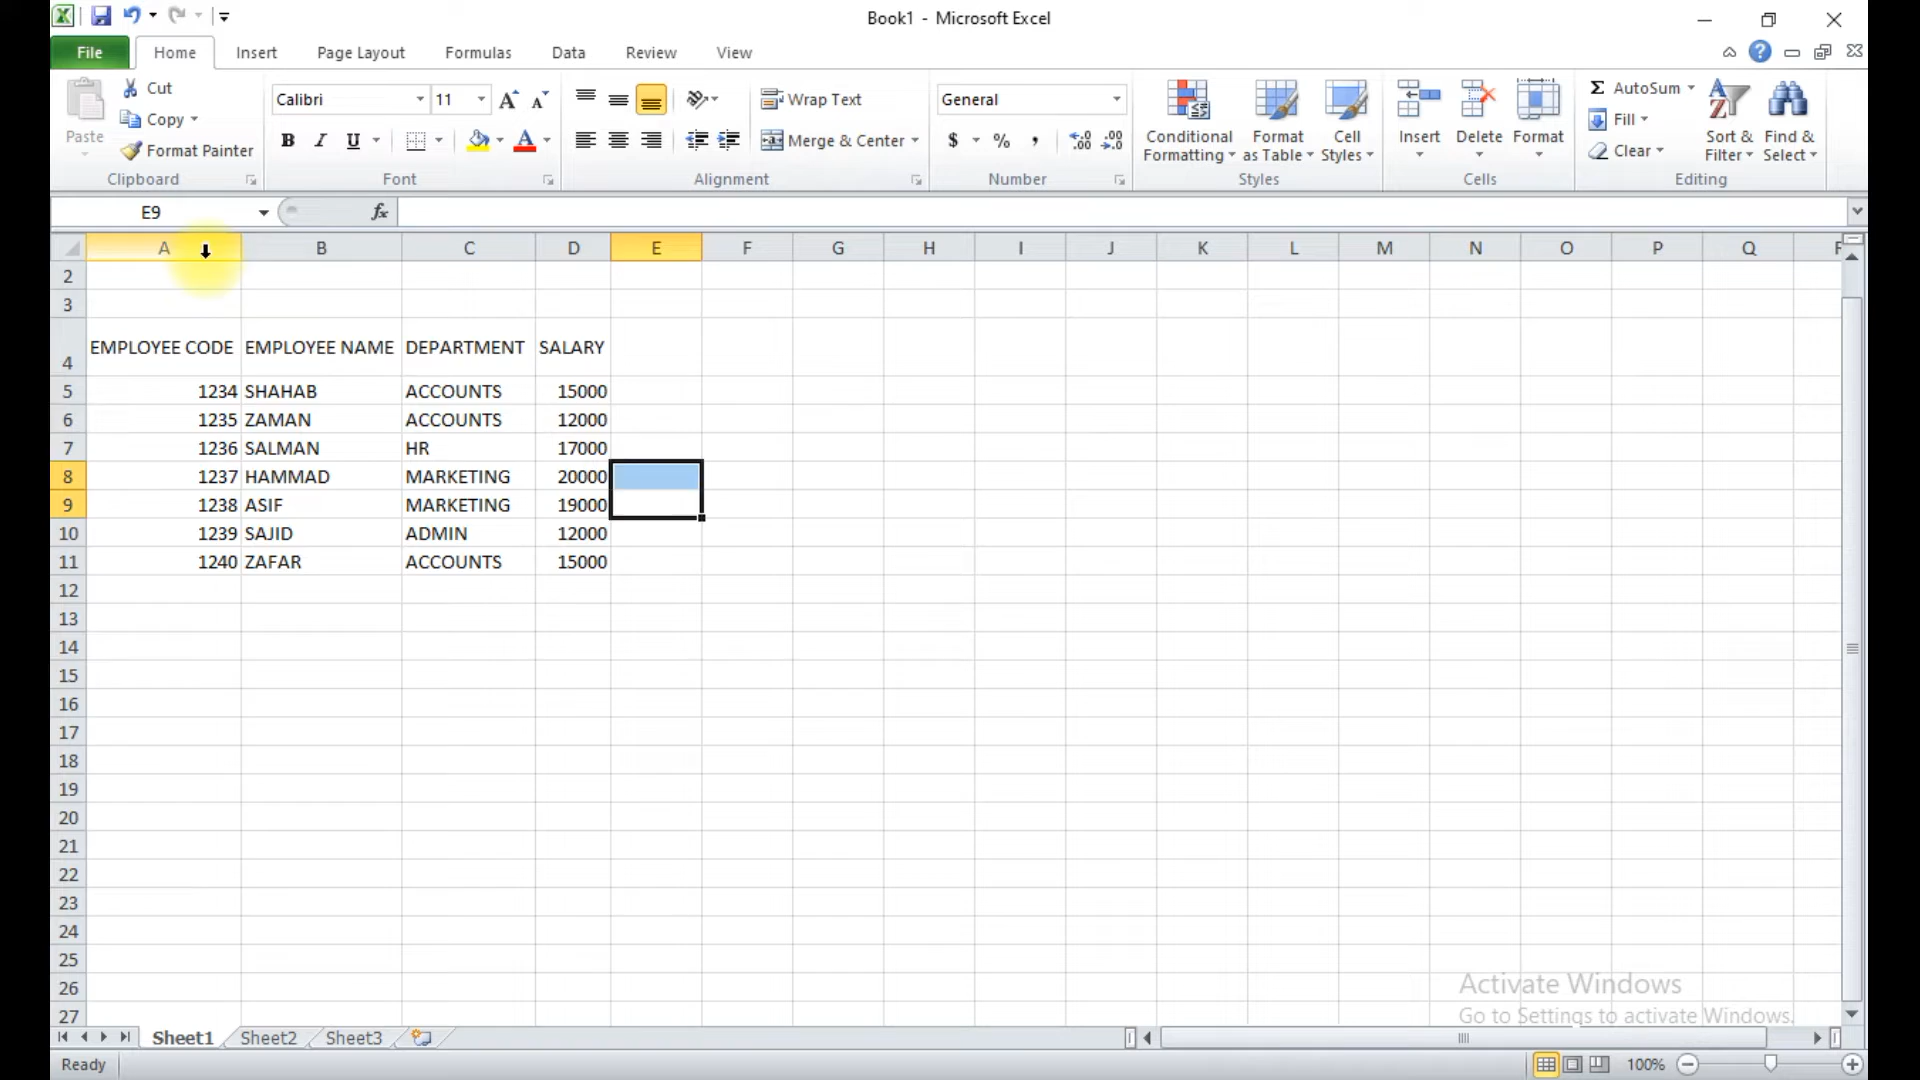 Book1 - Microsoft Excel
File Home Insert Page Layout Formulas Data Review View
Paste
Cut
Copy
Format Painter
Clipboard
Calibri 11
B I U A
Font
Wrap Text
Merge & Center
Alignment
General
$ % ,
Number
Conditional Formatting
Format as Table
Cell Styles
Styles
Insert Delete Format
Cells
Σ AutoSum
Fill
Clear
Sort & Filter
Find & Select
Editing
E9 fx
A B C D E F G H I J K L M N O P Q R
2
3
4 EMPLOYEE CODE EMPLOYEE NAME DEPARTMENT SALARY
5 1234 SHAHAB ACCOUNTS 15000
6 1235 ZAMAN ACCOUNTS 12000
7 1236 SALMAN HR 17000
8 1237 HAMMAD MARKETING 20000
9 1238 ASIF MARKETING 19000
10 1239 SAJID ADMIN 12000
11 1240 ZAFAR ACCOUNTS 15000
12
13
14
15
16
17
18
19
20
21
22
23
24
25
26
27
Activate Windows
Go to Settings to activate Windows.
Sheet1 Sheet2 Sheet3
Ready 100%